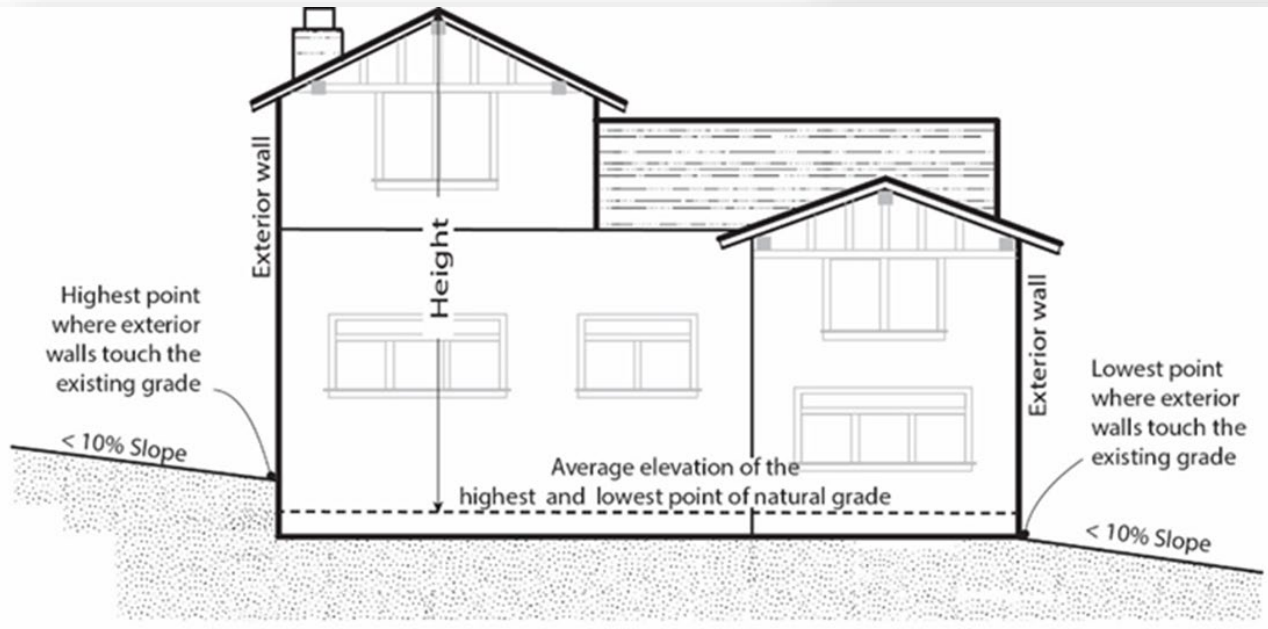 Exterior wall
Height
Highest point
where exterior
walls touch the
existing grade
Exterior wall
Lowest point
where exterior
walls touch the
existing grade
< 10% Slope
Average elevation of the
highest and lowest point of natural grade
< 10% Slope